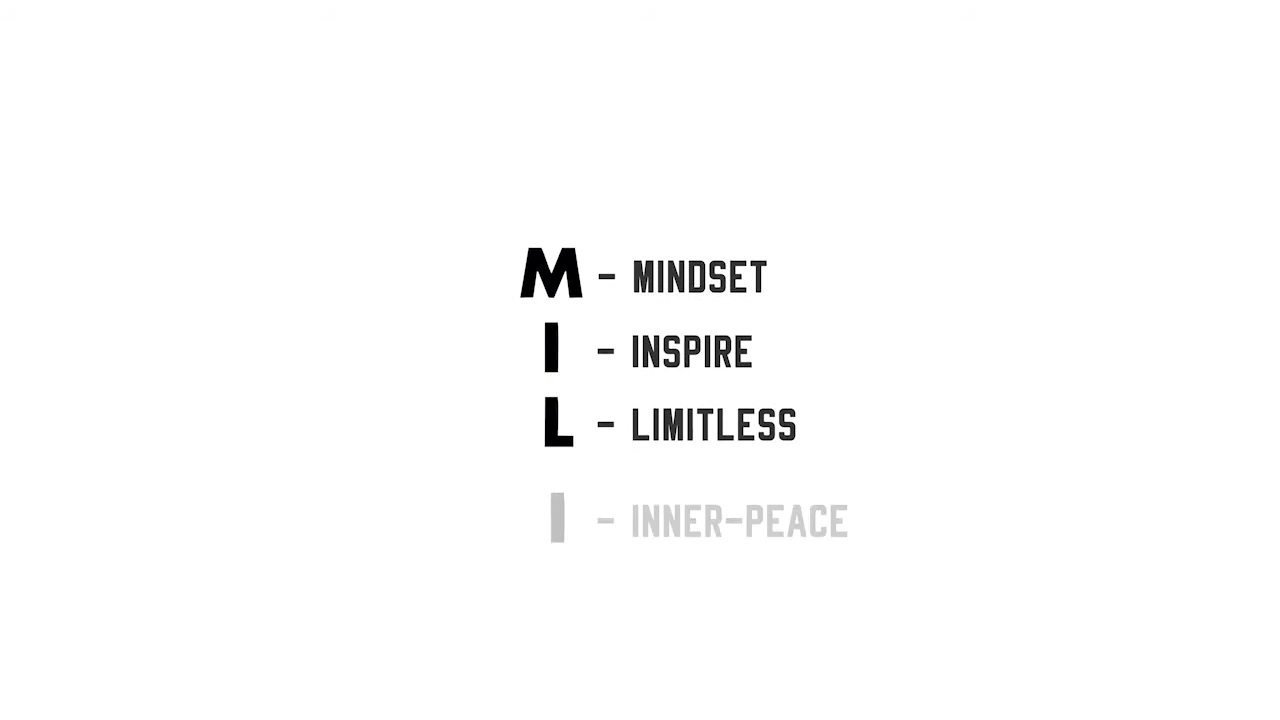 M - MINDSET
I - INSPIRE
L - LIMITLESS
I - INNER-PEACE